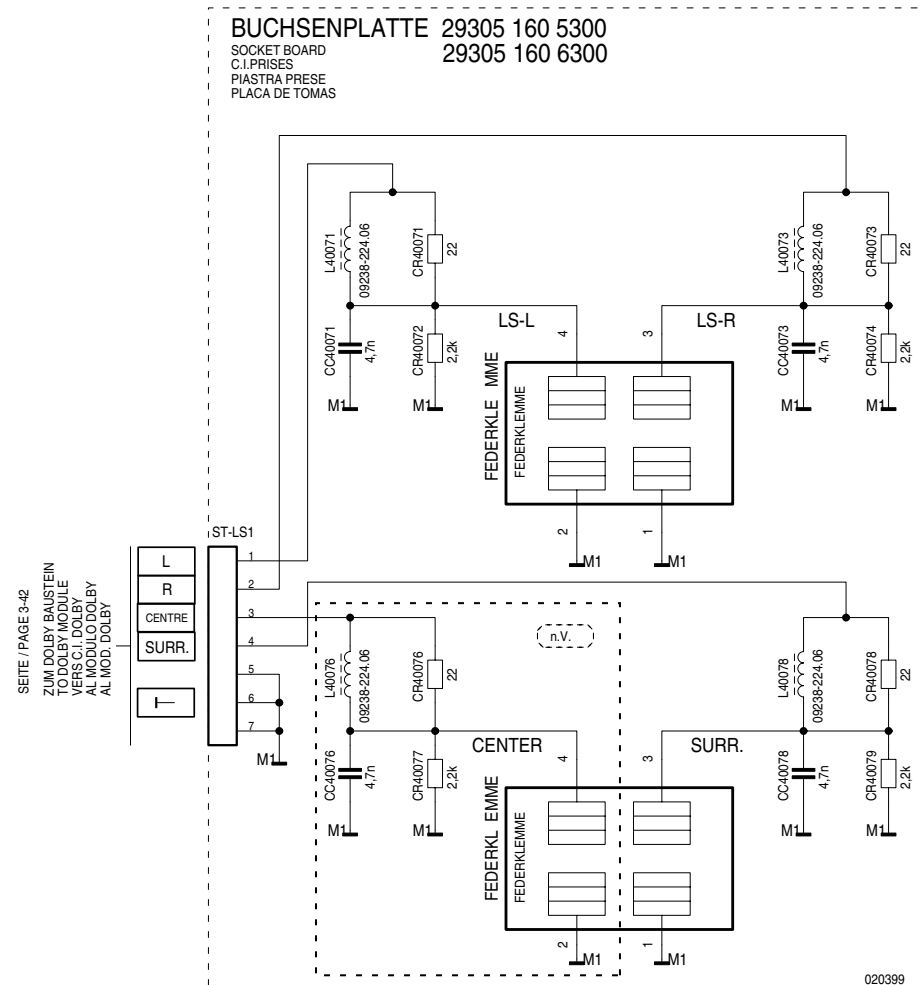 BUCHSENPLATTE 29305 160 5300
SOCKET BOARD 29305 160 6300
C.I.PRISES
PIASTRA PRESE
PLACA DE TOMAS
L40071
09238-224.06
CR40071
22
L40073
09238-224.06
CR40073
22
CC40071
4,7n
CR40072
2,2k
LS-L
4
3
LS-R
CC40073
4,7n
CR40074
2,2k
M1
M1
M1
M1
FEDERKLE MME
FEDERKLEMME
2
1
M1
M1
ST-LS1
SEITE / PAGE 3-42
ZUM DOLBY BAUSTEIN
TO DOLBY MODULE
VERS C.I. DOLBY
AL MODULO DOLBY
AL MOD. DOLBY
L
R
CENTRE
SURR.
1
2
3
4
5
6
7
M1
n.V.
L40076
09238-224.06
CR40076
22
L40078
09238-224.06
CR40078
22
CC40076
4,7n
CR40077
2,2k
CENTER
4
3
SURR.
CC40078
4,7n
CR40079
2,2k
M1
M1
M1
M1
FEDERKL EMME
FEDERKLEMME
2
1
M1
M1
020399